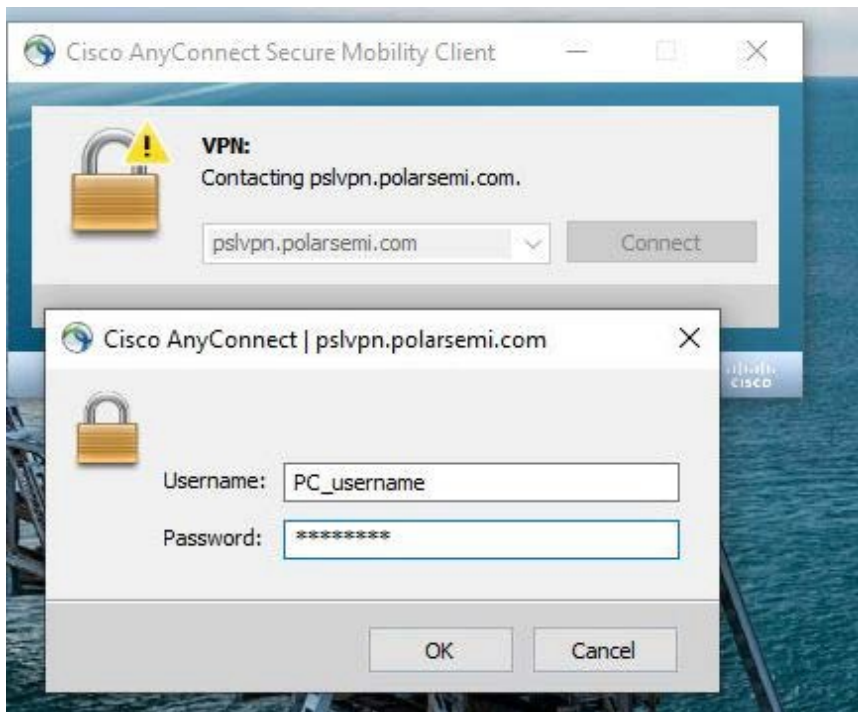 Cisco AnyConnect Secure Mobility Client
VPN:
Contacting pslvpn.polarsemi.com.
pslvpn.polarsemi.com
Connect
Cisco AnyConnect | pslvpn.polarsemi.com
CISCO
Username: PC_username
Password: ********
OK
Cancel